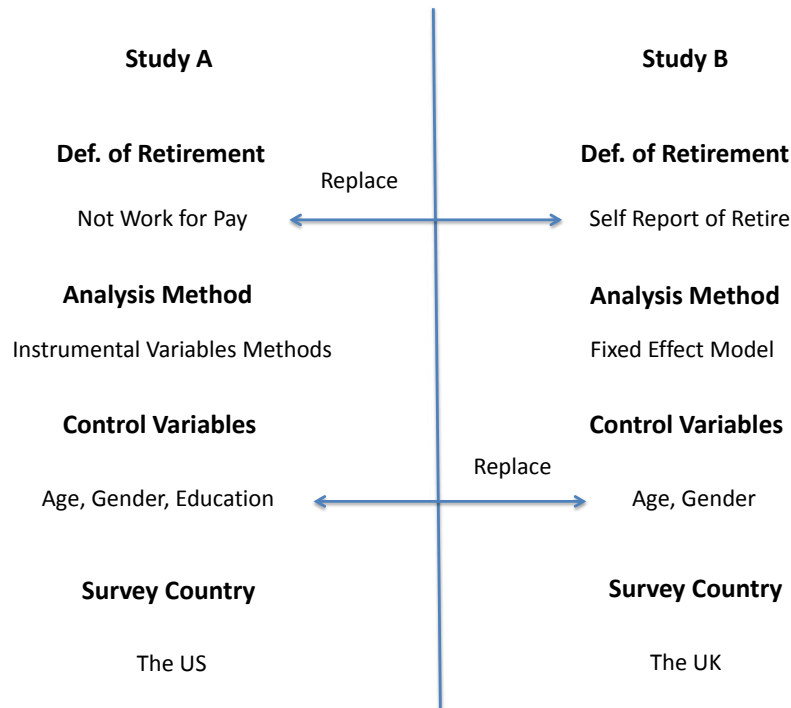 Study A
Study B
Def. of Retirement
Def. of Retirement
Replace
Not Work for Pay
Self Report of Retire
Analysis Method
Analysis Method
Instrumental Variables Methods
Fixed Effect Model
Control Variables
Control Variables
Replace
Age, Gender, Education
Age, Gender
Survey Country
Survey Country
The US
The UK